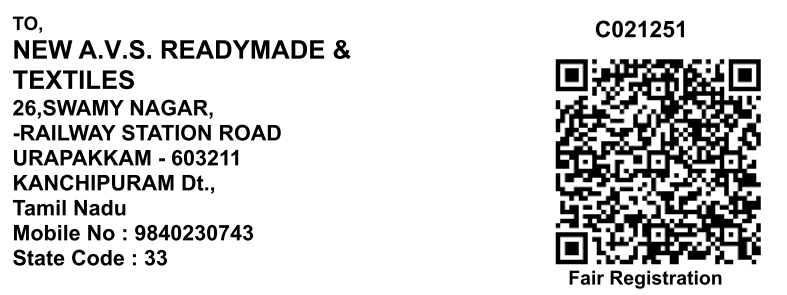 TO,
NEW A.V.S. READYMADE &
TEXTILES
26,SWAMY NAGAR,
-RAILWAY STATION ROAD
URAPAKKAM - 603211
KANCHIPURAM Dt.,
Tamil Nadu
Mobile No : 9840230743
State Code : 33
C021251
Fair Registration